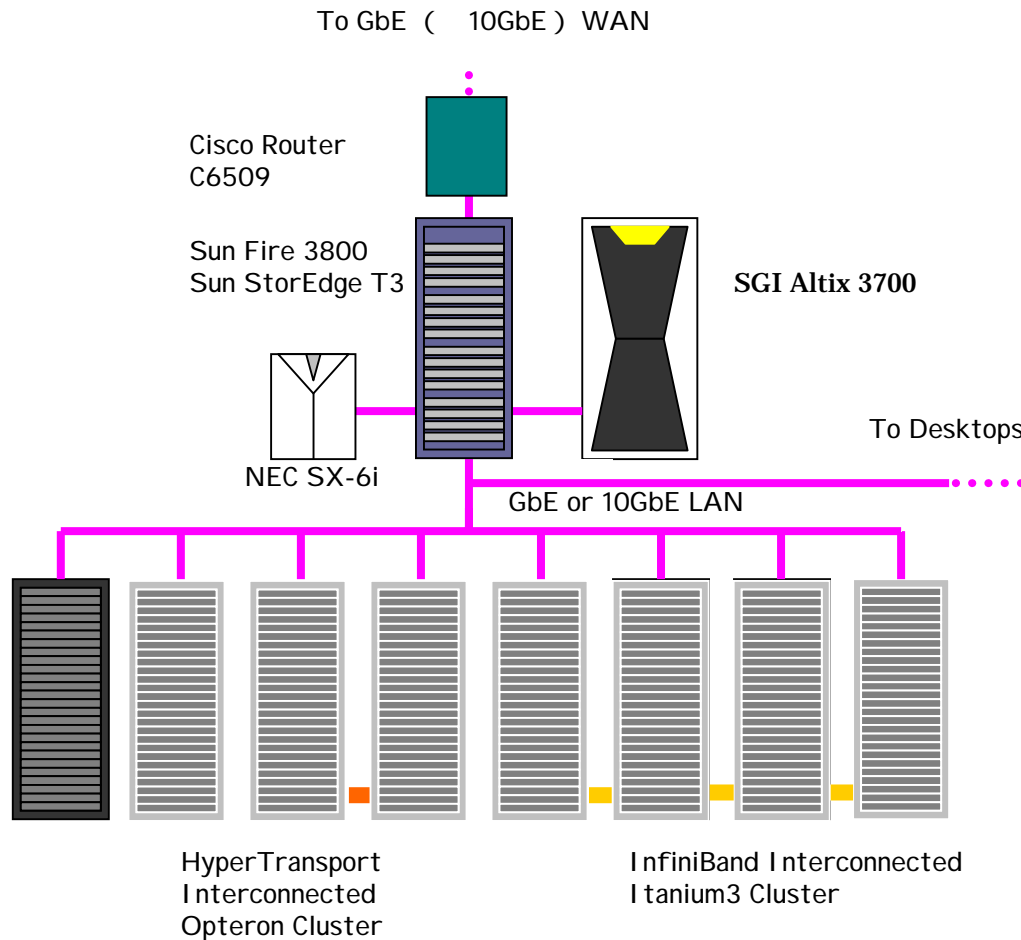 To GbE ( 10GbE ) WAN
Cisco Router
C6509
Sun Fire 3800
Sun StorEdge T3
SGI Altix 3700
NEC SX-6i
To Desktops
GbE or 10GbE LAN
HyperTransport
Interconnected
Opteron Cluster
InfiniBand Interconnected
Itanium3 Cluster